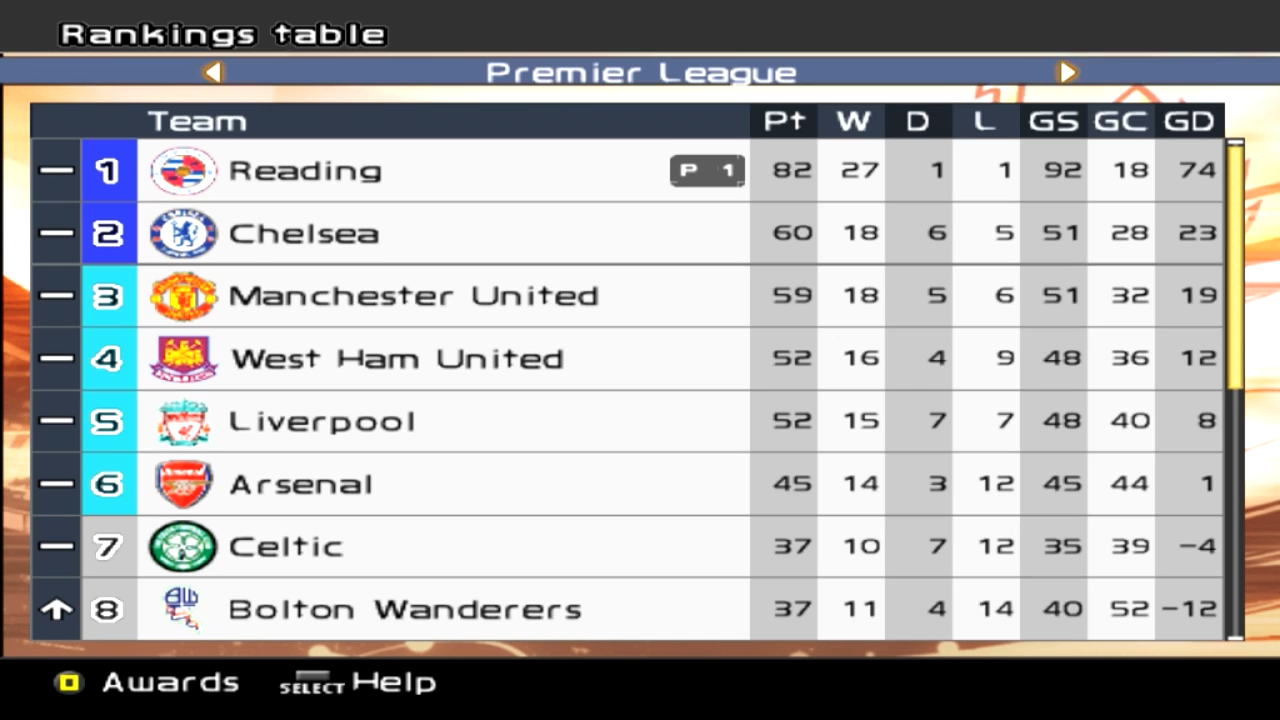 Rankings table
Premier League
Team Pt W D L GS GC GD
1 Reading P 1 82 27 1 1 92 18 74
2 Chelsea 60 18 6 5 51 28 23
3 Manchester United 59 18 5 6 51 32 19
4 West Ham United 52 16 4 9 48 36 12
5 Liverpool 52 15 7 7 48 40 8
6 Arsenal 45 14 3 12 45 44 1
7 Celtic 37 10 7 12 35 39 -4
8 Bolton Wanderers 37 11 4 14 40 52 -12
Awards SELECT Help